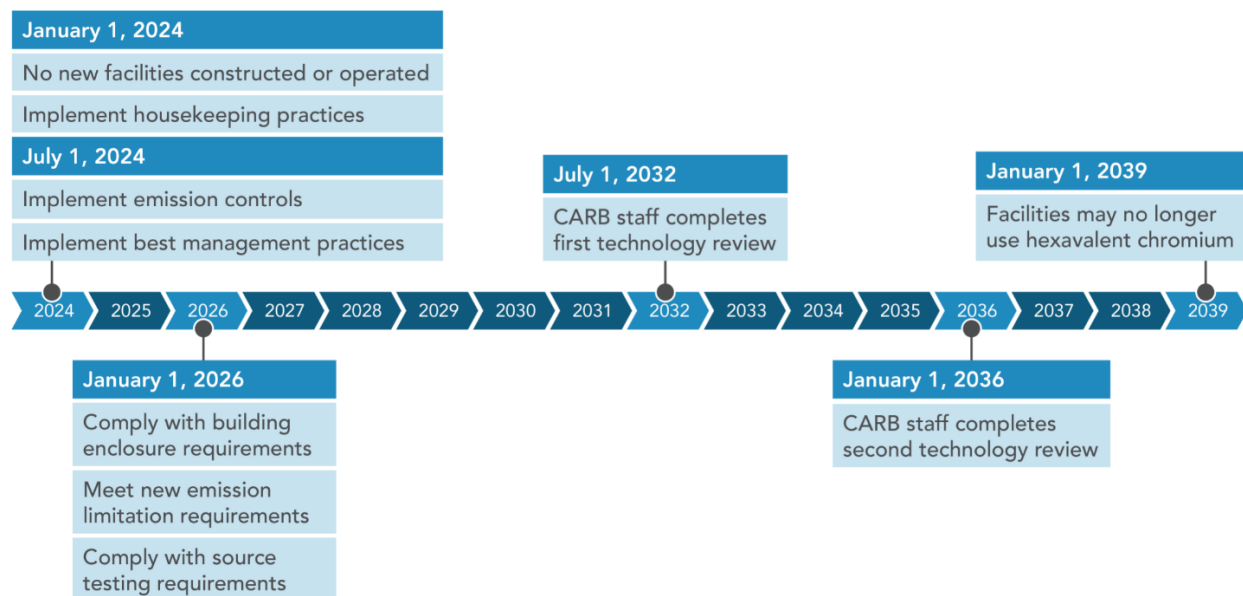 January 1, 2024
No new facilities constructed or operated
Implement housekeeping practices
July 1, 2024
Implement emission controls
Implement best management practices
July 1, 2032
CARB staff completes
first technology review
January 1, 2039
Facilities may no longer
use hexavalent chromium
2024 2025 2026 2027 2028 2029 2030 2031 2032 2033 2034 2035 2036 2037 2038 2039
January 1, 2026
Comply with building
enclosure requirements
Meet new emission
limitation requirements
Comply with source
testing requirements
January 1, 2036
CARB staff completes
second technology review